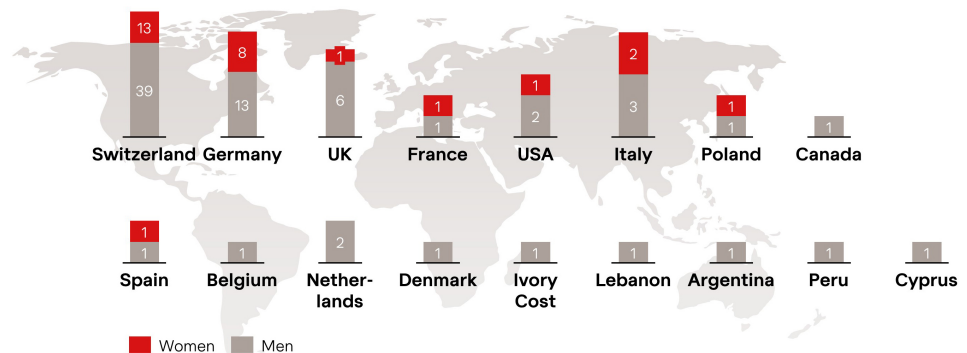 13 8 1 1 1 2 1
39 13 6 1 2 3 1 1
Switzerland Germany UK France USA Italy Poland Canada
1
1 1 2 1 1 1 1 1 1
Spain Belgium Nether- Denmark Ivory Lebanon Argentina Peru Cyprus
lands Cost
Women Men